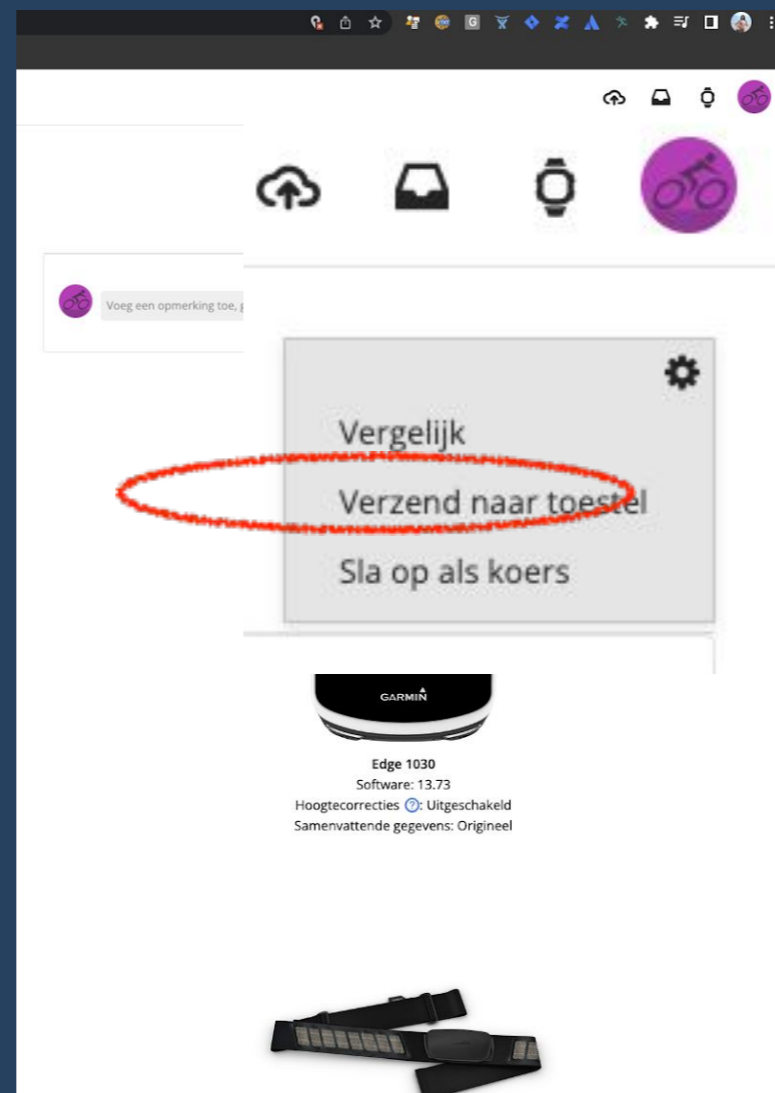 Voeg een opmerking toe, g
Vergelijk
Verzend naar toestel
Sla op als koers
GARMIN
Edge 1030
Software: 13.73
Hoogtecorrecties ?: Uitgeschakeld
Samenvattende gegevens: Origineel